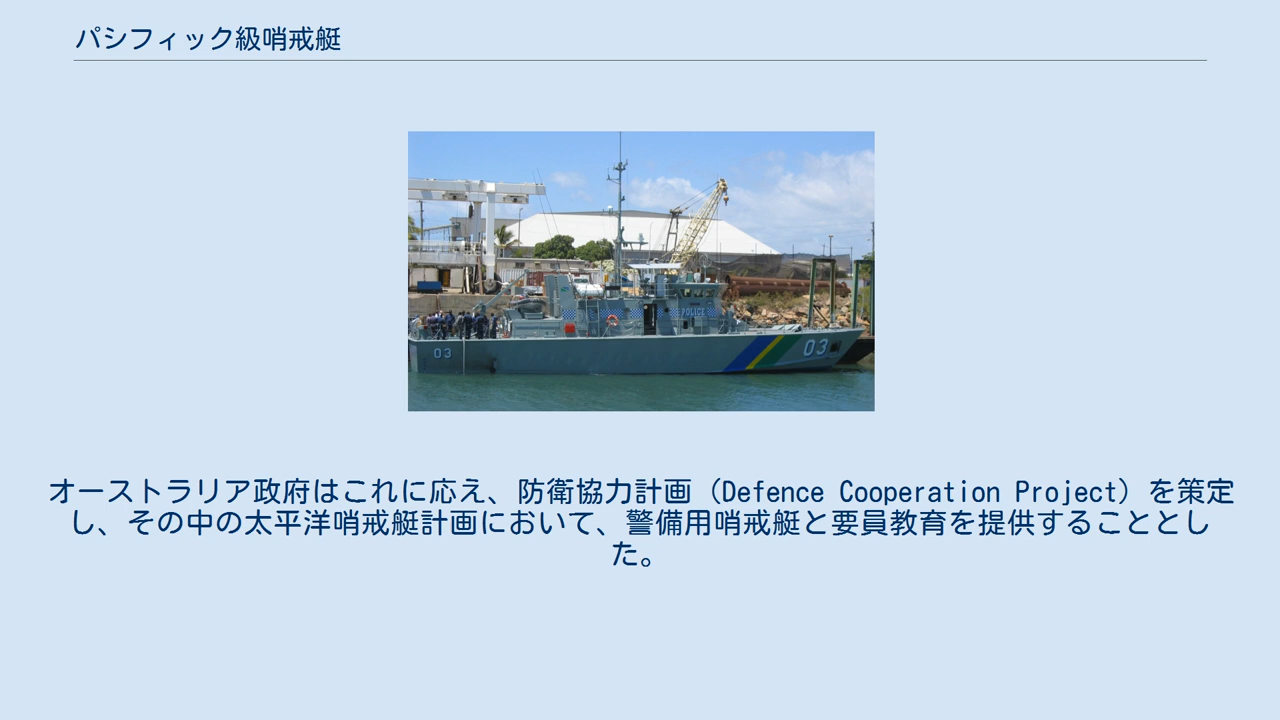 パシフィック級哨戒艇
POLICE
03
03
オーストラリア政府はこれに応え、防衛協力計画（Defence Cooperation Project）を策定
し、その中の太平洋哨戒艇計画において、警備用哨戒艇と要員教育を提供することとし
た。